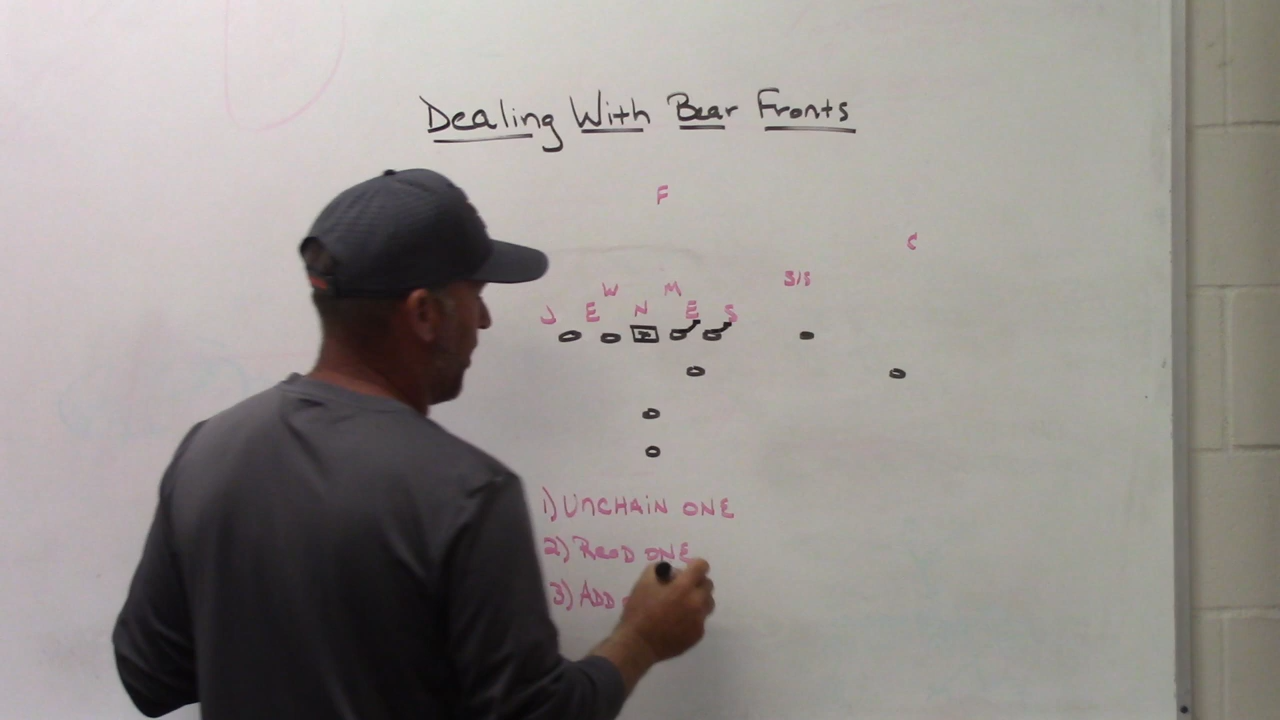 Dealing With Bear Fronts
F
C
S/S
W M
J E N E S
1) UnCHAIN ONE
2) READ ONE
3) ADD